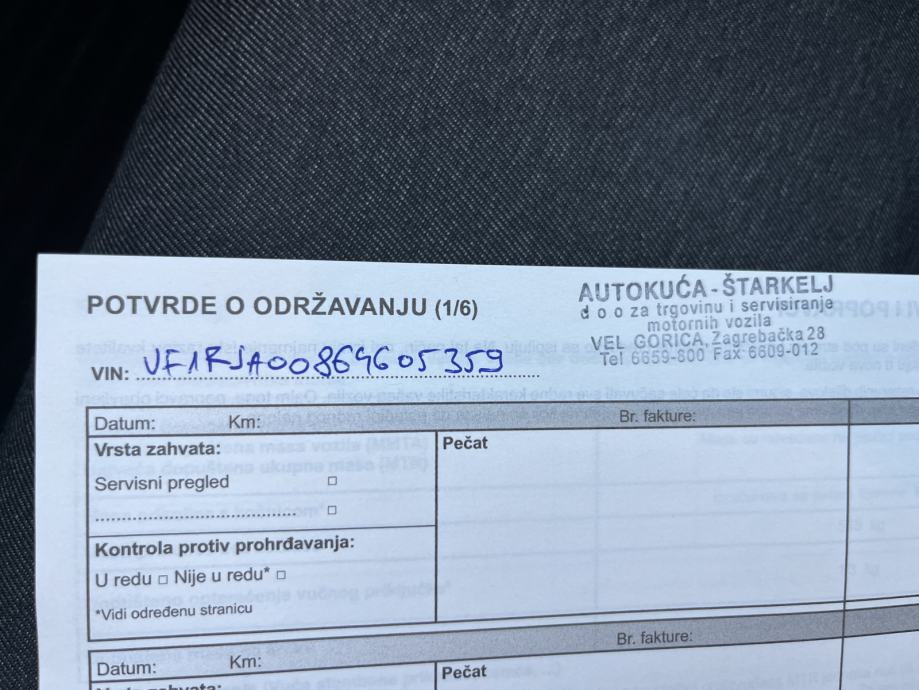 AUTOKUĆA-ŠTARKELJ
d o o za trgovinu i servisiranje
motornih vozila
VEL GORICA, Zagrebačka 28
Tel 6659-800 Fax 6609-012
POTVRDE O ODRŽAVANJU (1/6)
VIN: VF1RJA00869605359
Datum: Km: Br. fakture:
Vrsta zahvata:
Pečat
Servisni pregled
Kontrola protiv prohrđavanja:
U redu Nije u redu*
*Vidi određenu stranicu
Br. fakture:
Datum: Km:
Pečat